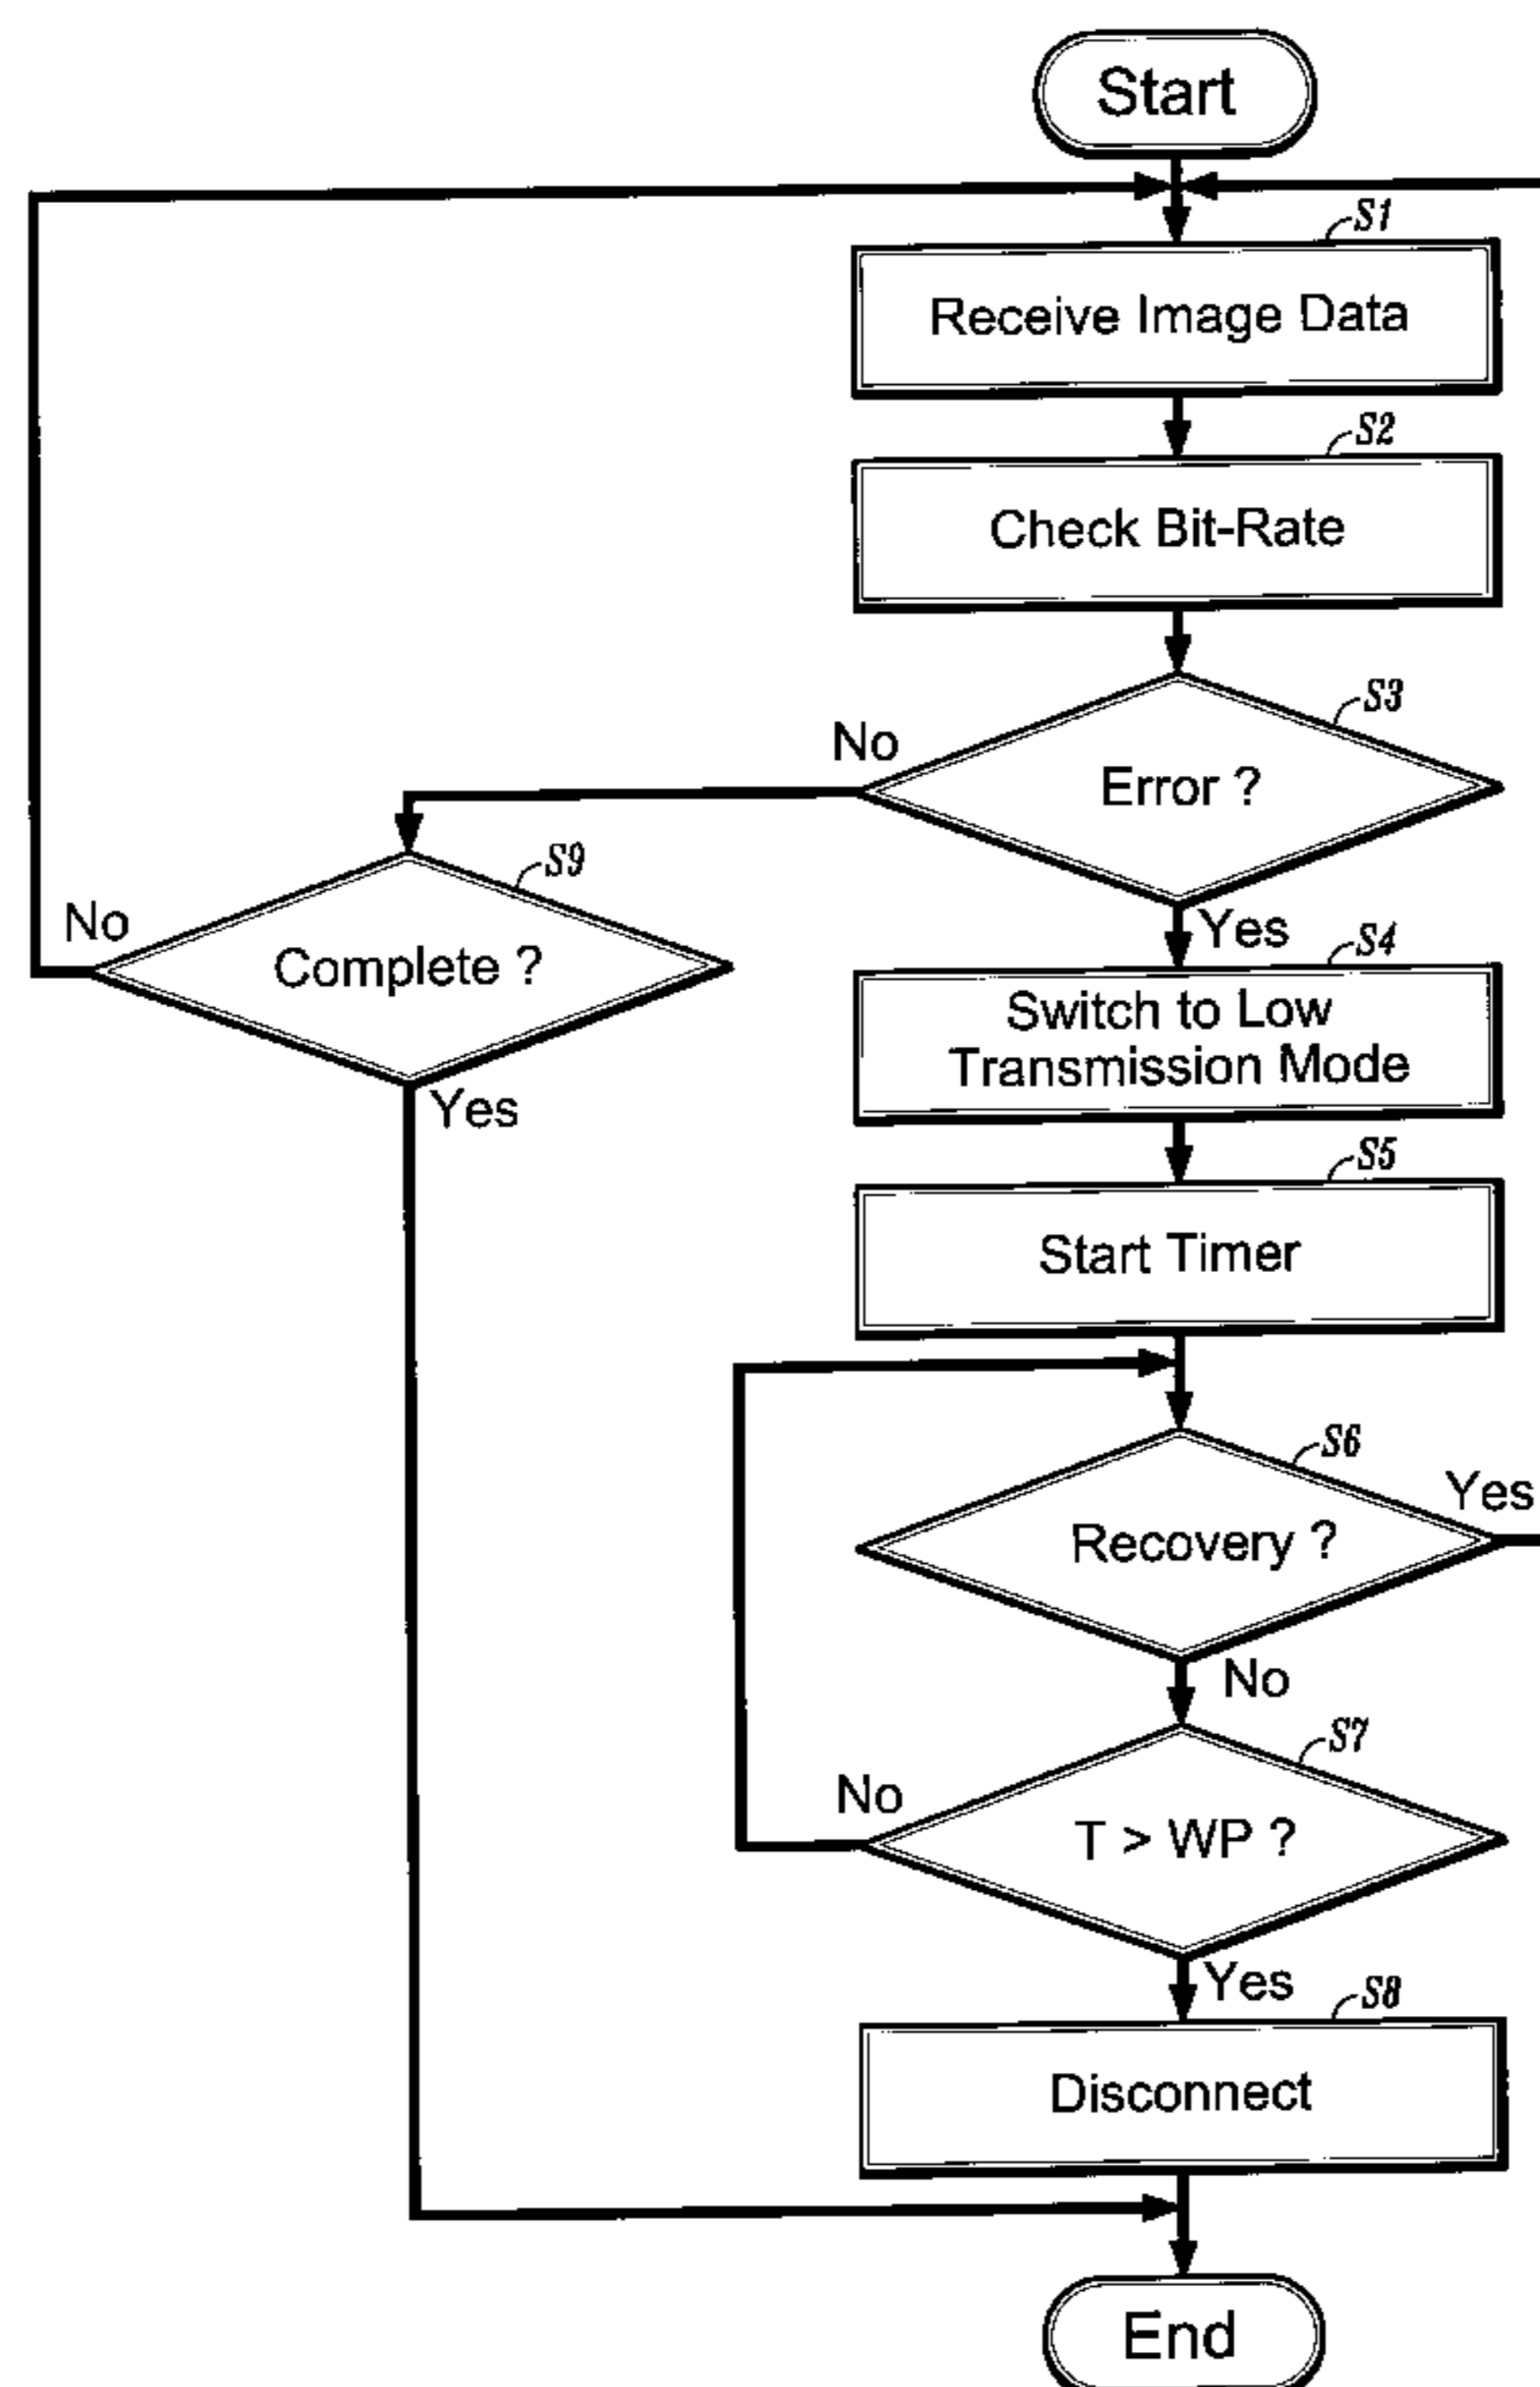 Start
S1
Receive Image Data
S2
Check Bit-Rate
S3
No
Error ?
S9
No
Complete ?
Yes
Yes
S4
Switch to Low
Transmission Mode
S5
Start Timer
S6
Yes
Recovery ?
No
S7
No
T > WP ?
Yes
S8
Disconnect
End